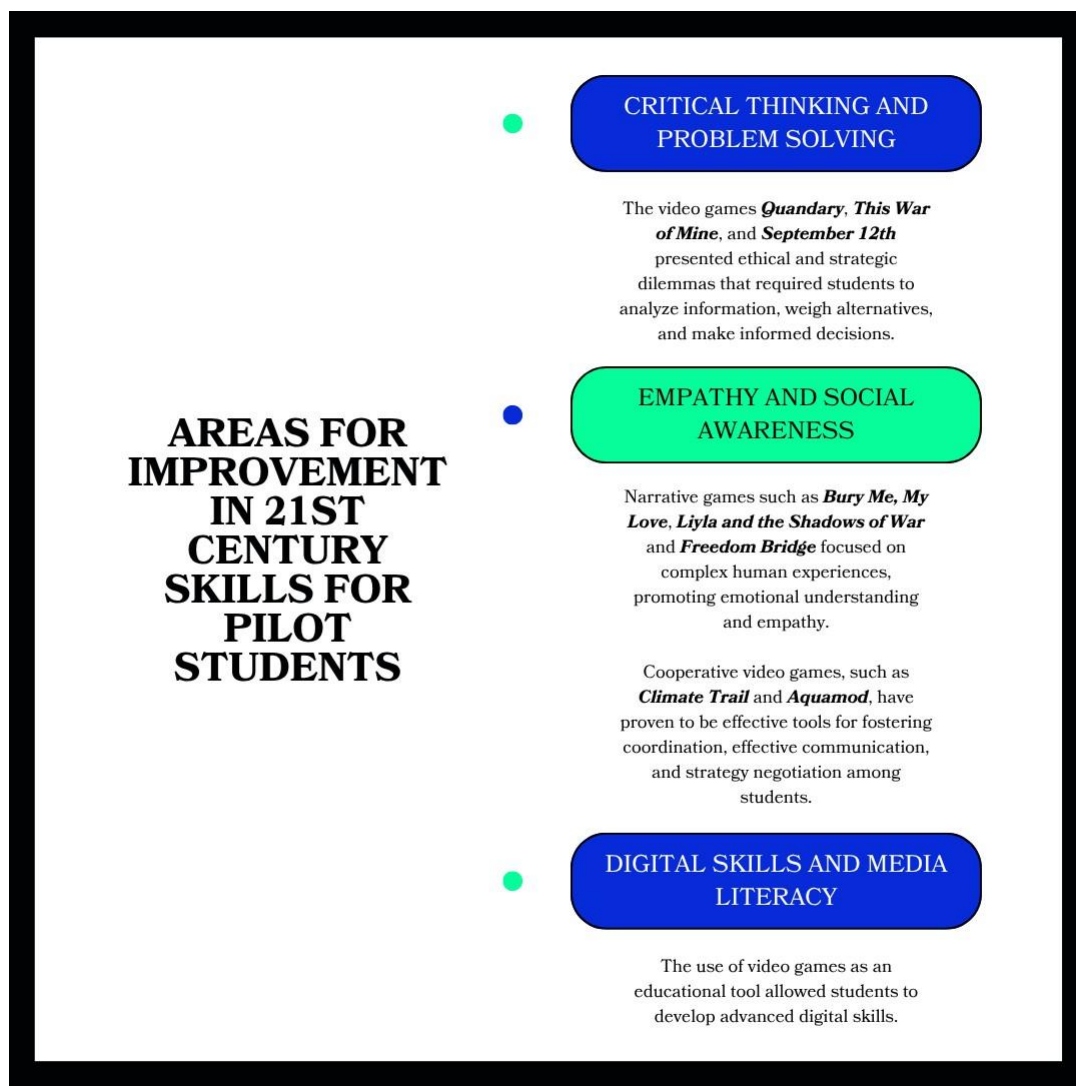 AREAS FOR
IMPROVEMENT
IN 21ST
CENTURY
SKILLS FOR
PILOT
STUDENTS
CRITICAL THINKING AND
PROBLEM SOLVING
The video games Quandary, This War
of Mine, and September 12th
presented ethical and strategic
dilemmas that required students to
analyze information, weigh alternatives,
and make informed decisions.
EMPATHY AND SOCIAL
AWARENESS
Narrative games such as Bury Me, My
Love, Liyla and the Shadows of War
and Freedom Bridge focused on
complex human experiences,
promoting emotional understanding
and empathy.
Cooperative video games, such as
Climate Trail and Aquamod, have
proven to be effective tools for fostering
coordination, effective communication,
and strategy negotiation among
students.
DIGITAL SKILLS AND MEDIA
LITERACY
The use of video games as an
educational tool allowed students to
develop advanced digital skills.